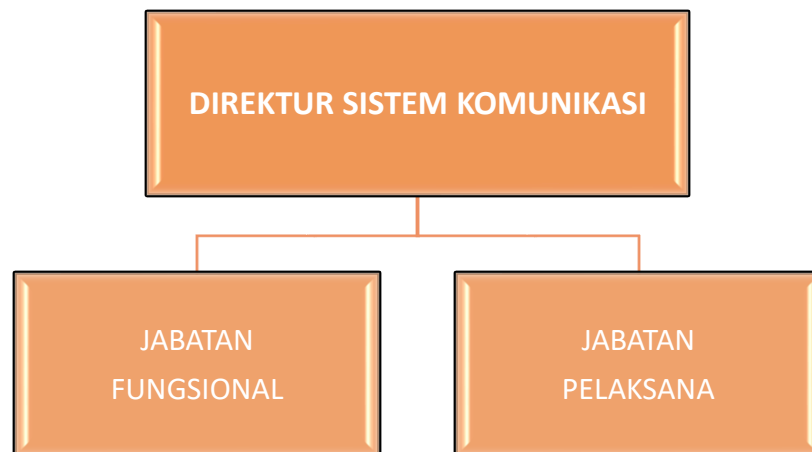 DIREKTUR SISTEM KOMUNIKASI
JABATAN
FUNGSIONAL
JABATAN
PELAKSANA